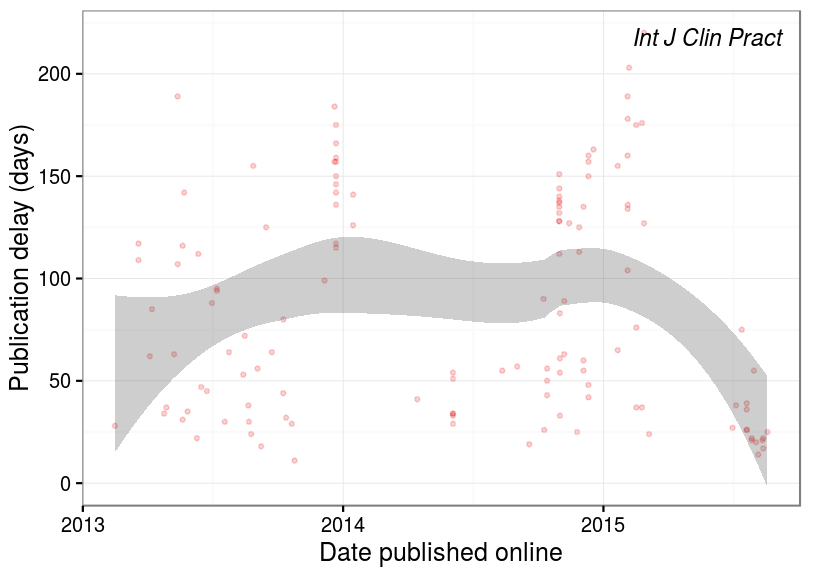 Int J Clin Pract
Publication delay (days)
200
150
100
50
0
2013
2014
2015
Date published online